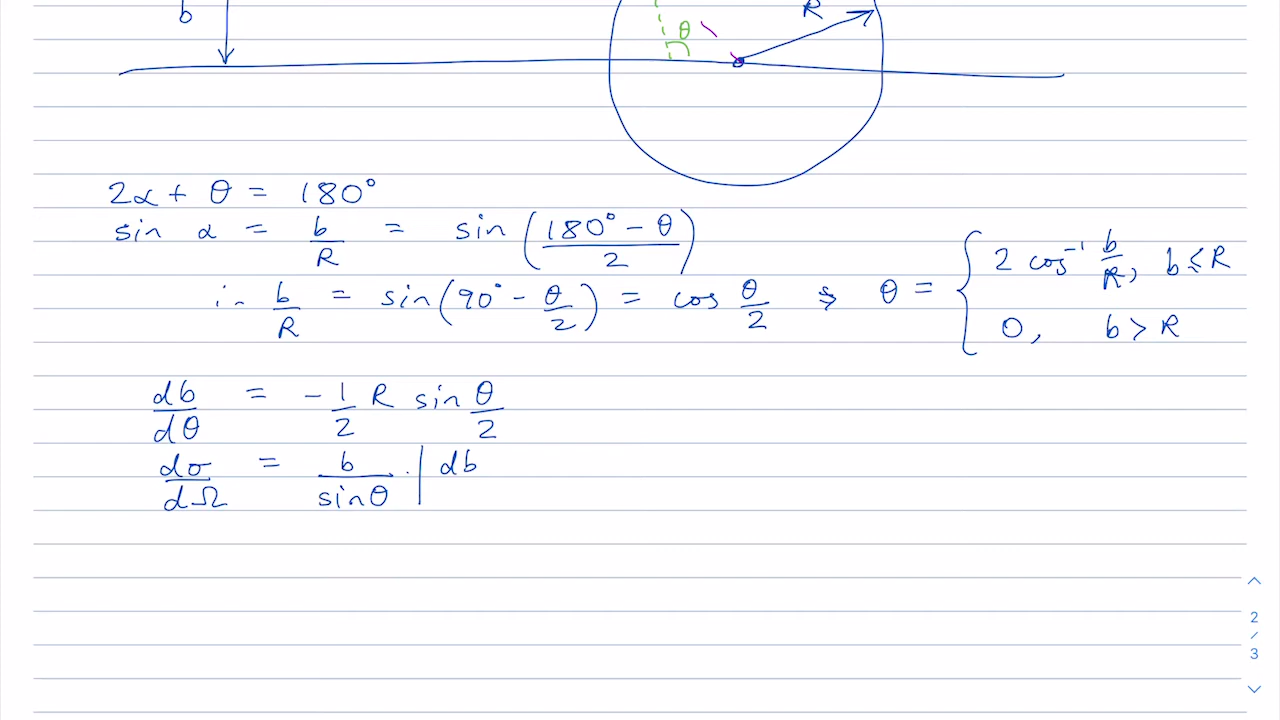 b
θ
R
2α + θ = 180°
sin α = b/R = sin((180° - θ)/2)
b/R = sin(90° - θ/2) = cos θ/2 θ = { 2 cos⁻¹ b/R, b ≤ R
0, b > R
db/dθ = - 1/2 R sin θ/2
dσ/dΩ = b/sinθ · | db
2
/
3